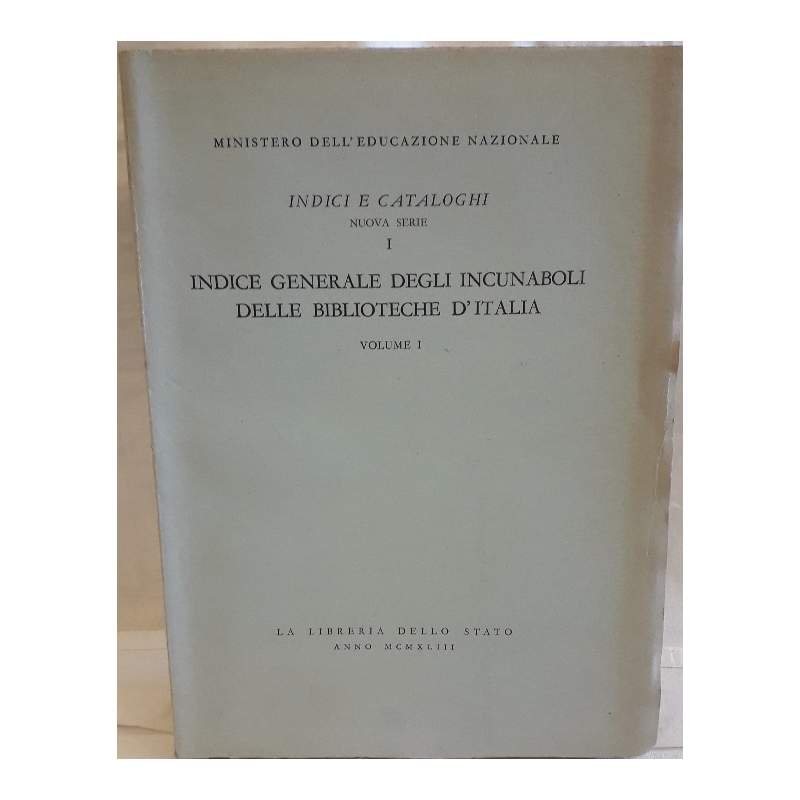 MINISTERO DELL'EDUCAZIONE NAZIONALE
INDICI E CATALOGHI
NUOVA SERIE
I
INDICE GENERALE DEGLI INCUNABOLI
DELLE BIBLIOTECHE D'ITALIA
VOLUME I
LA LIBRERIA DELLO STATO
ANNO MCMXLIII